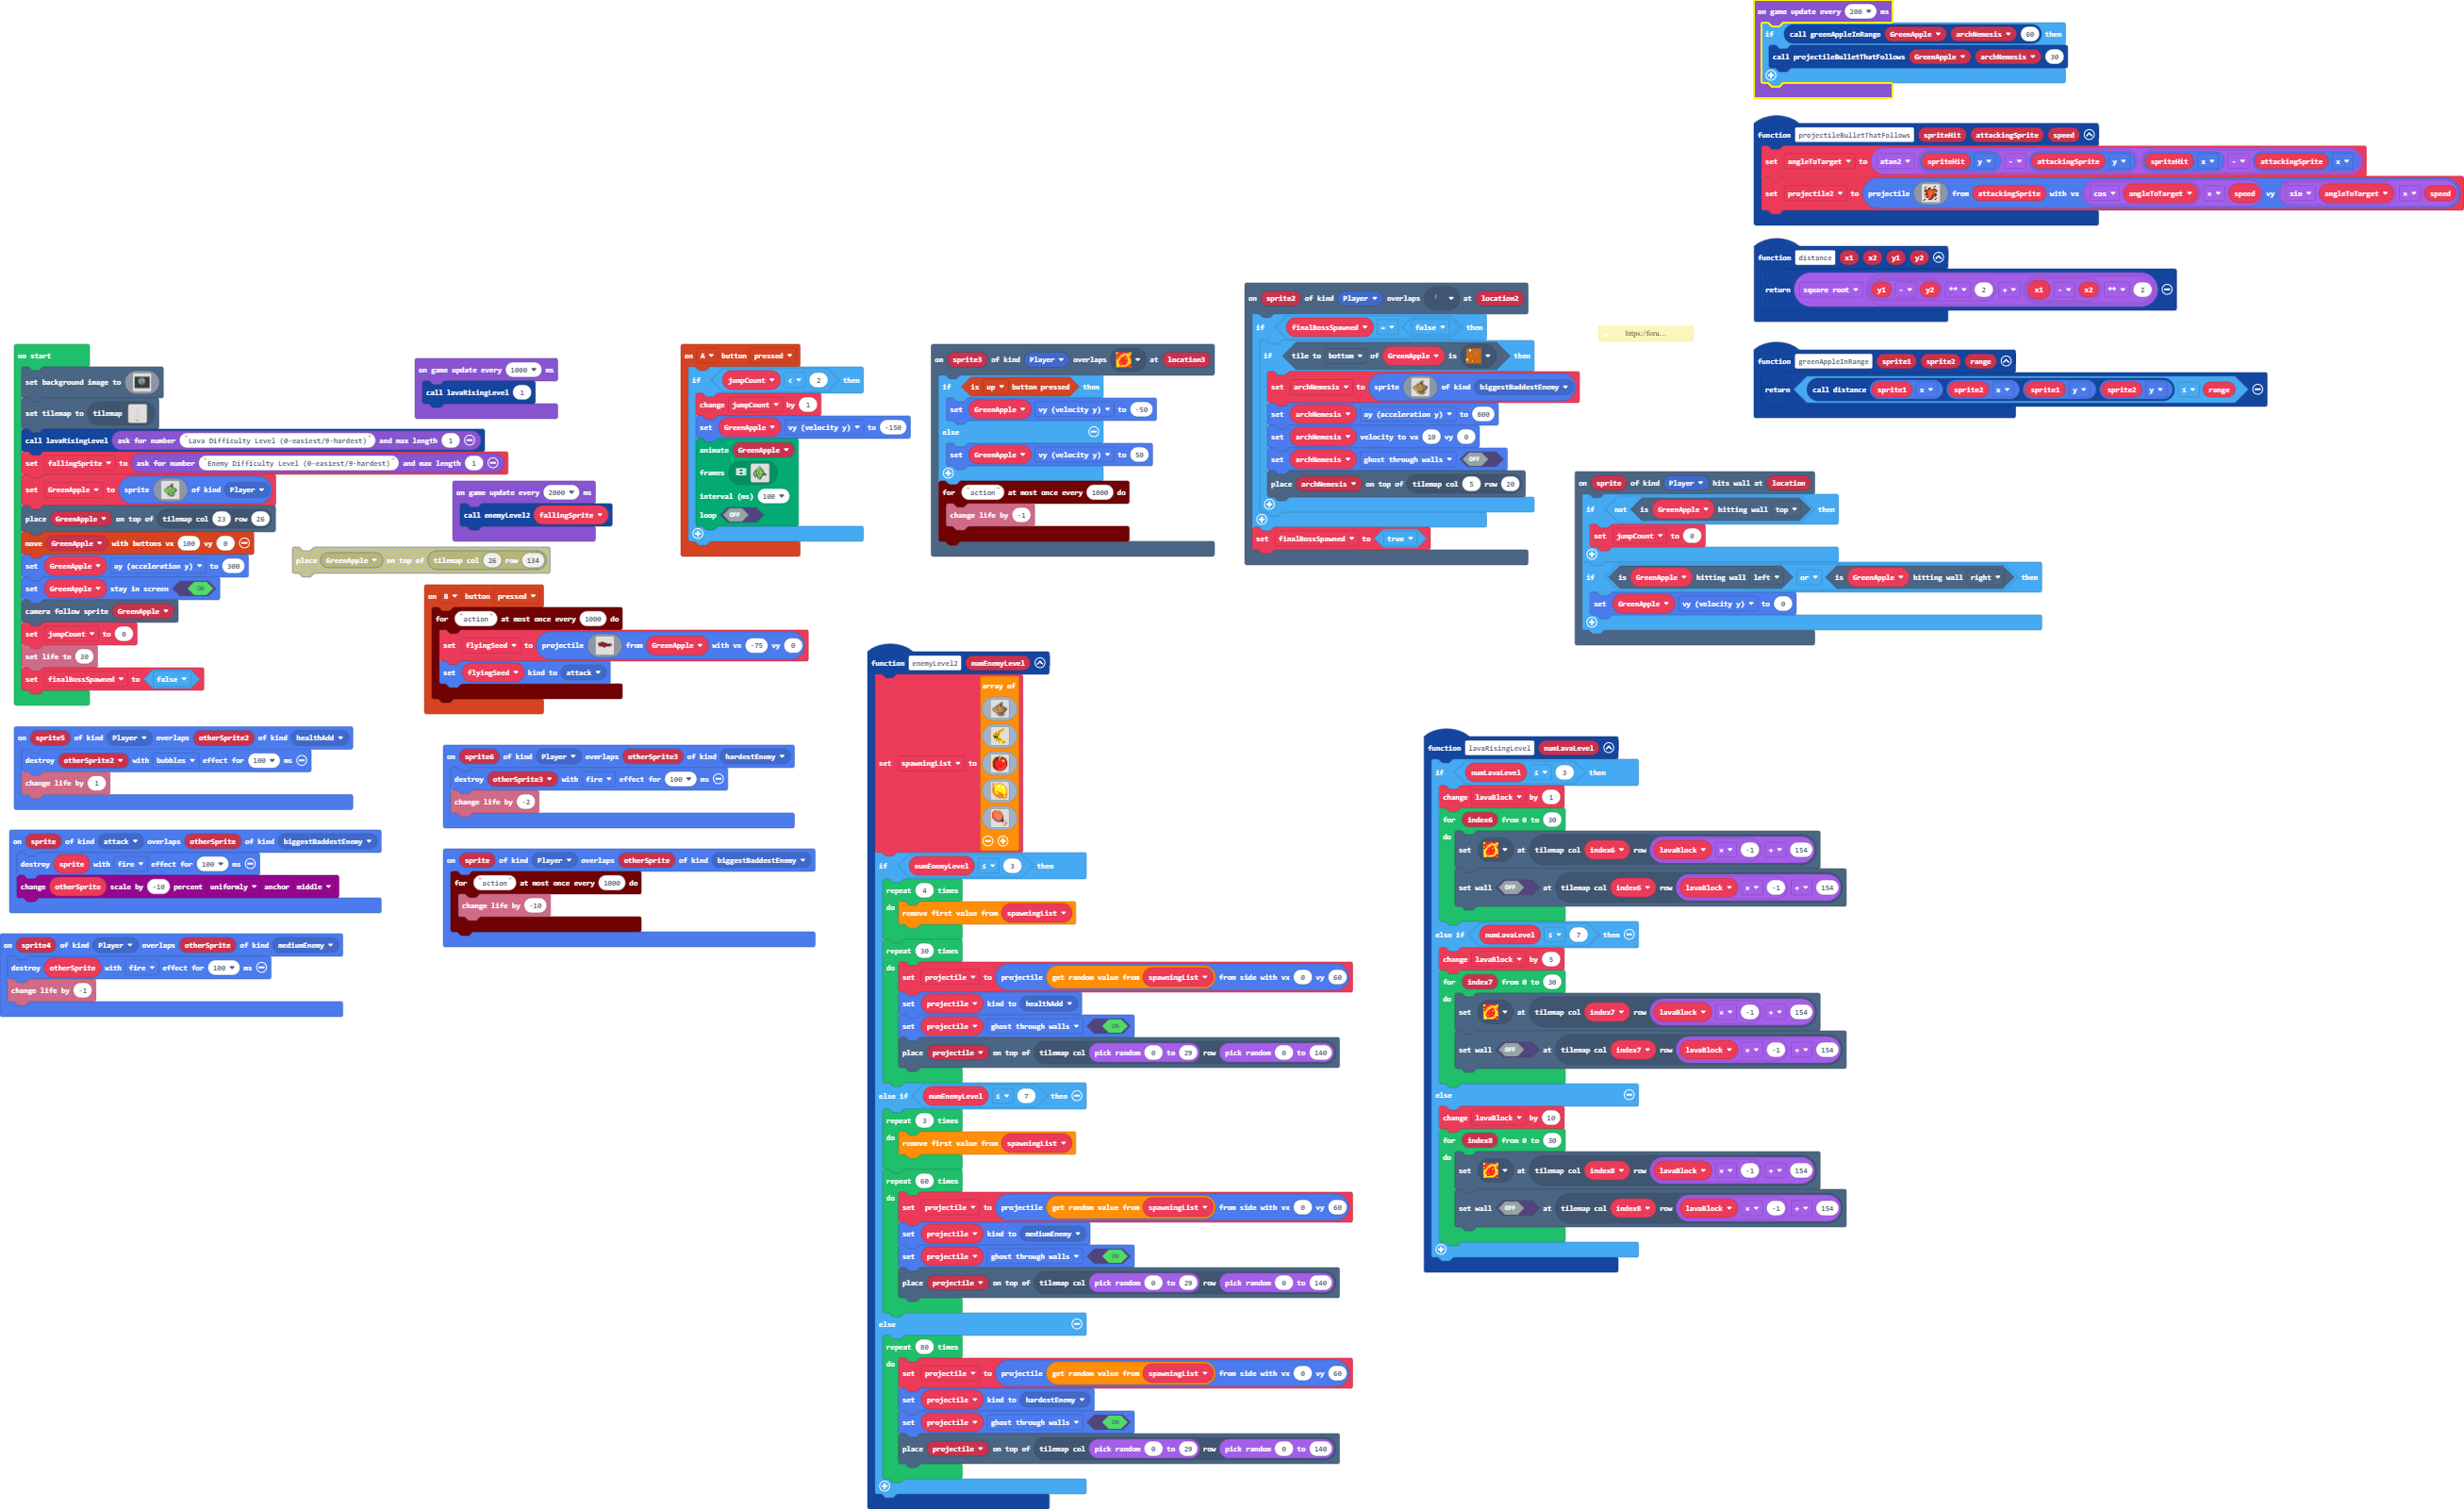 on game update every 200 ms
if call greenAppleInRange GreenApple archNemesis 60 then
call projectileBulletThatFollows GreenApple archNemesis 30
function projectileBulletThatFollows spriteHit attackingSprite speed
set angleToTarget to atan2 spriteHit y - attackingSprite y spriteHit x - attackingSprite x
set projectile2 to projectile from attackingSprite with vx cos angleToTarget × speed vy sin angleToTarget × speed
function distance x1 x2 y1 y2
return square root y1 - y2 ** 2 + x1 - x2 ** 2
https://foru...
function greenAppleInRange sprite1 sprite2 range
return call distance sprite1 x sprite2 x sprite1 y sprite2 y ≤ range
on start
set background image to
set tilemap to tilemap
call lavaRisingLevel ask for number "Lava Difficulty Level (0-easiest/9-hardest)" and max length 1
set fallingSprite to ask for number "Enemy Difficulty Level (0-easiest/9-hardest)" and max length 1
set GreenApple to sprite of kind Player
place GreenApple on top of tilemap col 23 row 26
move GreenApple with buttons vx 100 vy 0
set GreenApple ay (acceleration y) to 300
set GreenApple stay in screen ON
camera follow sprite GreenApple
set jumpCount to 0
set life to 30
set finalBossSpawned to false
on game update every 1000 ms
call lavaRisingLevel 1
on game update every 2000 ms
call enemyLevel2 fallingSprite
place GreenApple on top of tilemap col 26 row 134
on B button pressed
for "action" at most once every 1000 do
set flyingSeed to projectile from GreenApple with vx -75 vy 0
set flyingSeed kind to attack
on A button pressed
if jumpCount < 2 then
change jumpCount by 1
set GreenApple vy (velocity y) to -150
animate GreenApple
frames
interval (ms) 100
loop OFF
on sprite3 of kind Player overlaps at location3
if is up button pressed then
set GreenApple vy (velocity y) to -50
else
set GreenApple vy (velocity y) to 50
for "action" at most once every 1000 do
change life by -1
on sprite2 of kind Player overlaps at location2
if finalBossSpawned = false then
if tile to bottom of GreenApple is then
set archNemesis to sprite of kind biggestBaddestEnemy
set archNemesis ay (acceleration y) to 800
set archNemesis velocity to vx 10 vy 0
set archNemesis ghost through walls OFF
place archNemesis on top of tilemap col 5 row 20
set finalBossSpawned to true
on sprite of kind Player hits wall at location
if not is GreenApple hitting wall top then
set jumpCount to 0
if is GreenApple hitting wall left or is GreenApple hitting wall right then
set GreenApple vy (velocity y) to 0
on sprite5 of kind Player overlaps otherSprite2 of kind healthAdd
destroy otherSprite2 with bubbles effect for 100 ms
change life by 1
on sprite6 of kind Player overlaps otherSprite3 of kind hardestEnemy
destroy otherSprite3 with fire effect for 100 ms
change life by -2
on sprite of kind attack overlaps otherSprite of kind biggestBaddestEnemy
destroy sprite with fire effect for 100 ms
change otherSprite scale by -10 percent uniformly anchor middle
on sprite of kind Player overlaps otherSprite of kind biggestBaddestEnemy
for "action" at most once every 1000 do
change life by -10
on sprite4 of kind Player overlaps otherSprite of kind mediumEnemy
destroy otherSprite with fire effect for 100 ms
change life by -1
function enemyLevel2 numEnemyLevel
array of
set spawningList to
if numEnemyLevel ≤ 3 then
repeat 4 times
do remove first value from spawningList
repeat 30 times
do set projectile to projectile get random value from spawningList from side with vx 0 vy 60
set projectile kind to healthAdd
set projectile ghost through walls ON
place projectile on top of tilemap col pick random 0 to 29 row pick random 0 to 140
else if numEnemyLevel ≤ 7 then
repeat 3 times
do remove first value from spawningList
repeat 60 times
do set projectile to projectile get random value from spawningList from side with vx 0 vy 60
set projectile kind to mediumEnemy
set projectile ghost through walls ON
place projectile on top of tilemap col pick random 0 to 29 row pick random 0 to 140
else
repeat 80 times
do set projectile to projectile get random value from spawningList from side with vx 0 vy 60
set projectile kind to hardestEnemy
set projectile ghost through walls ON
place projectile on top of tilemap col pick random 0 to 29 row pick random 0 to 140
function lavaRisingLevel numLavaLevel
if numLavaLevel ≤ 3 then
change lavaBlock by 1
for index6 from 0 to 30
do set at tilemap col index6 row lavaBlock × -1 + 154
set wall OFF at tilemap col index6 row lavaBlock × -1 + 154
else if numLavaLevel ≤ 7 then
change lavaBlock by 5
for index7 from 0 to 30
do set at tilemap col index7 row lavaBlock × -1 + 154
set wall OFF at tilemap col index7 row lavaBlock × -1 + 154
else
change lavaBlock by 10
for index8 from 0 to 30
do set at tilemap col index8 row lavaBlock × -1 + 154
set wall OFF at tilemap col index8 row lavaBlock × -1 + 154